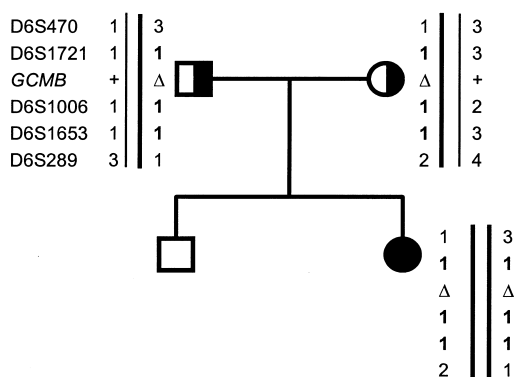 D6S470 1 3 1 3
D6S1721 1 1 1 3
GCMB + Δ Δ +
D6S1006 1 1 1 2
D6S1653 1 1 1 3
D6S289 3 1 2 4
1 3
1 1
Δ Δ
1 1
1 1
2 1